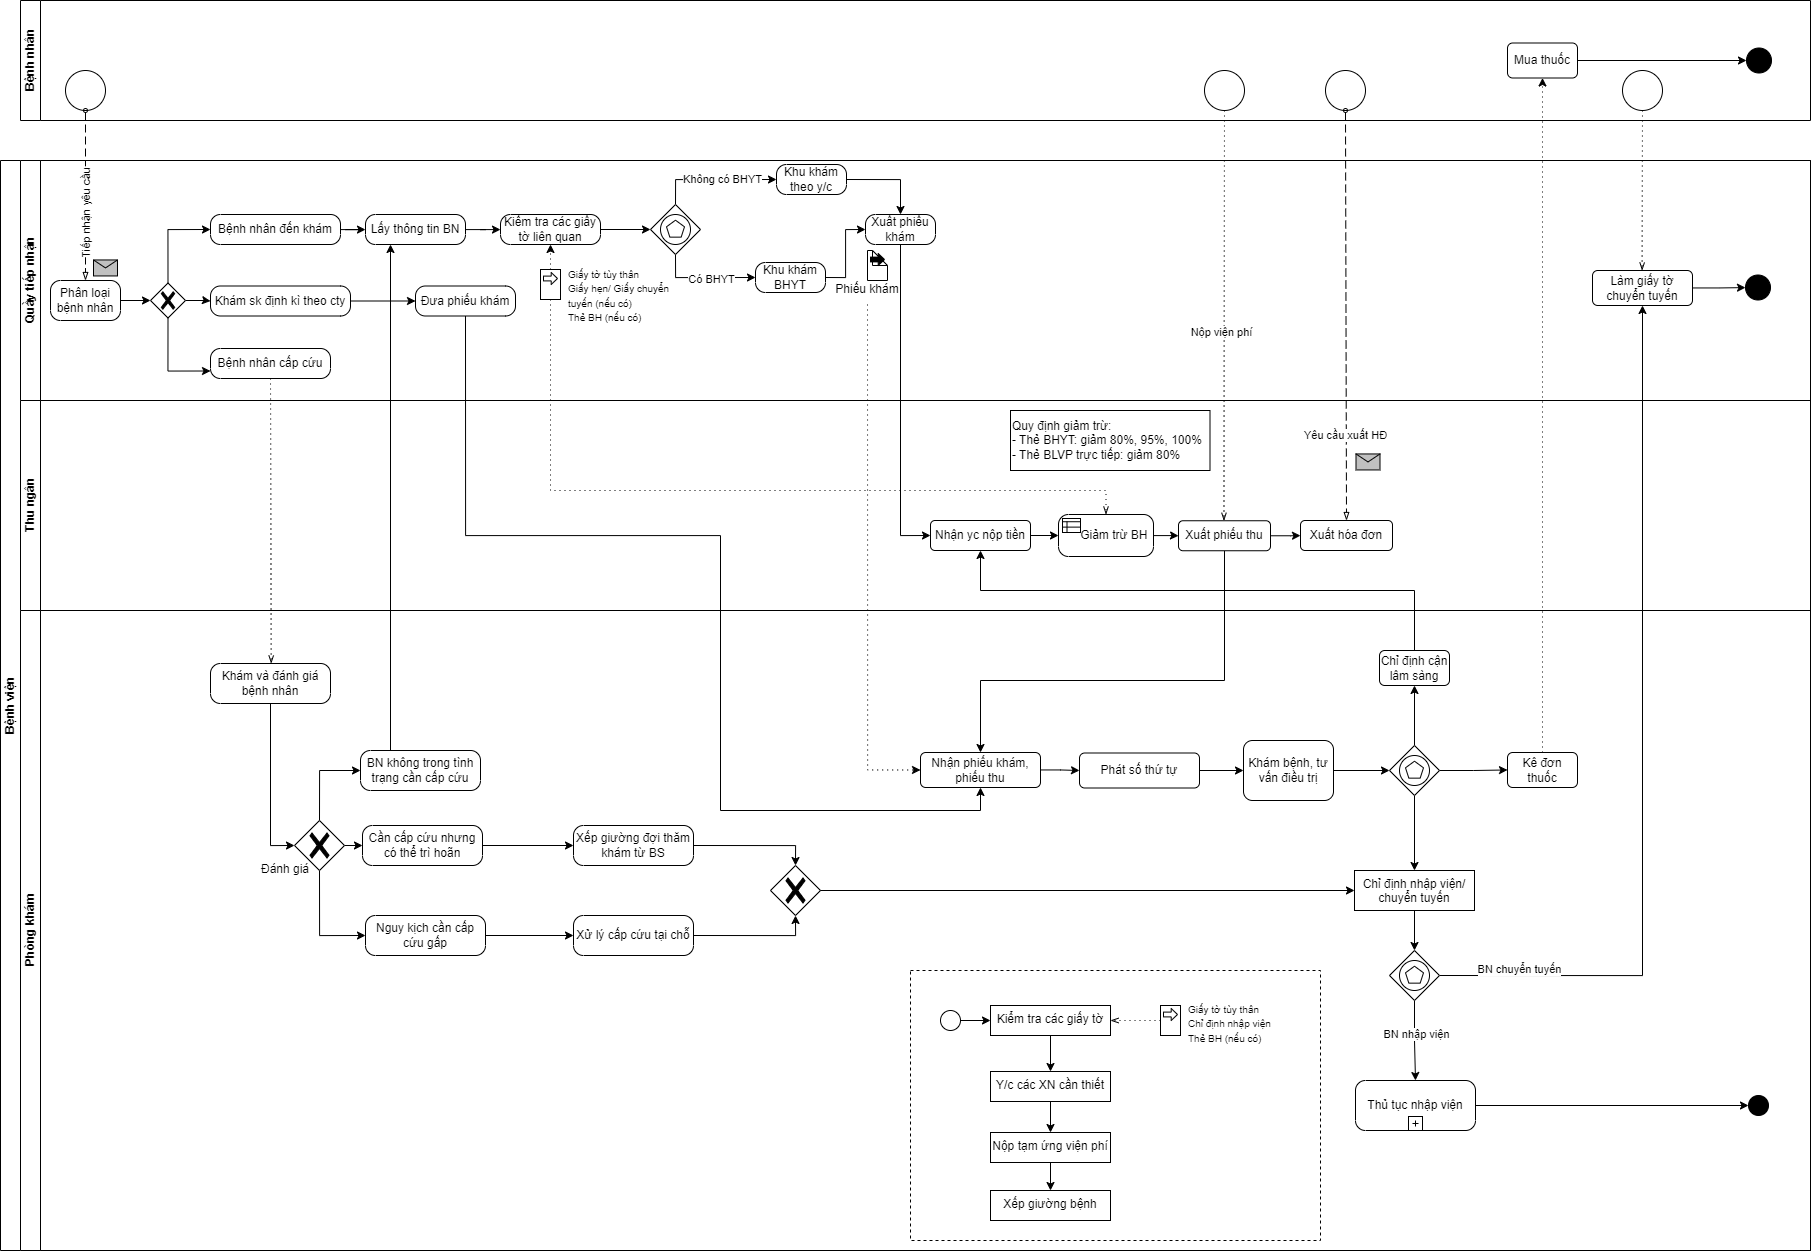 Bệnh nhân
Mua thuốc
Bệnh viện
Quầy tiếp nhận
Tiếp nhận yêu cầu
Phân loại
bệnh nhân
Bệnh nhân đến khám
Lấy thông tin BN
Kiểm tra các giấy
tờ liên quan
Không có BHYT
Khu khám
theo y/c
Xuất phiếu
khám
Có BHYT
Khu khám
BHYT
Phiếu khám
Giấy tờ tùy thân
Giấy hẹn/ Giấy chuyển
tuyến (nếu có)
Thẻ BH (nếu có)
Khám sk định kì theo cty
Đưa phiếu khám
Bệnh nhân cấp cứu
Nộp viện phí
Làm giấy tờ
chuyển tuyến
Thu ngân
Quy định giảm trừ:
- Thẻ BHYT: giảm 80%, 95%, 100%
- Thẻ BLVP trực tiếp: giảm 80%
Yêu cầu xuất HĐ
Nhận yc nộp tiền
Giảm trừ BH
Xuất phiếu thu
Xuất hóa đơn
Phòng khám
Khám và đánh giá
bệnh nhân
Chỉ định cận
lâm sàng
BN không trong tình
trạng cần cấp cứu
Nhận phiếu khám,
phiếu thu
Phát số thứ tự
Khám bệnh, tư
vấn điều trị
Kê đơn
thuốc
Đánh giá
Cần cấp cứu nhưng
có thể trì hoãn
Xếp giường đợi thăm
khám từ BS
Chỉ định nhập viện/
chuyển tuyến
Nguy kịch cần cấp
cứu gấp
Xử lý cấp cứu tại chỗ
BN chuyển tuyến
BN nhập viện
Thủ tục nhập viện
Kiểm tra các giấy tờ
Giấy tờ tùy thân
Chỉ định nhập viện
Thẻ BH (nếu có)
Y/c các XN cần thiết
Nộp tạm ứng viện phí
Xếp giường bệnh